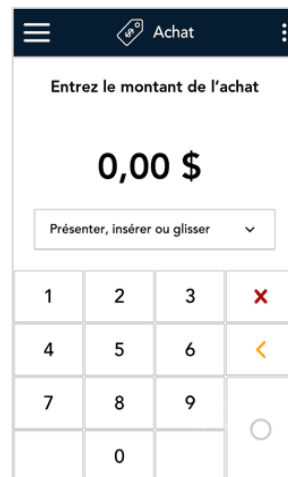 Achat
Entrez le montant de l'achat
0,00 $
Présenter, insérer ou glisser
1 2 3
4 5 6
7 8 9
0